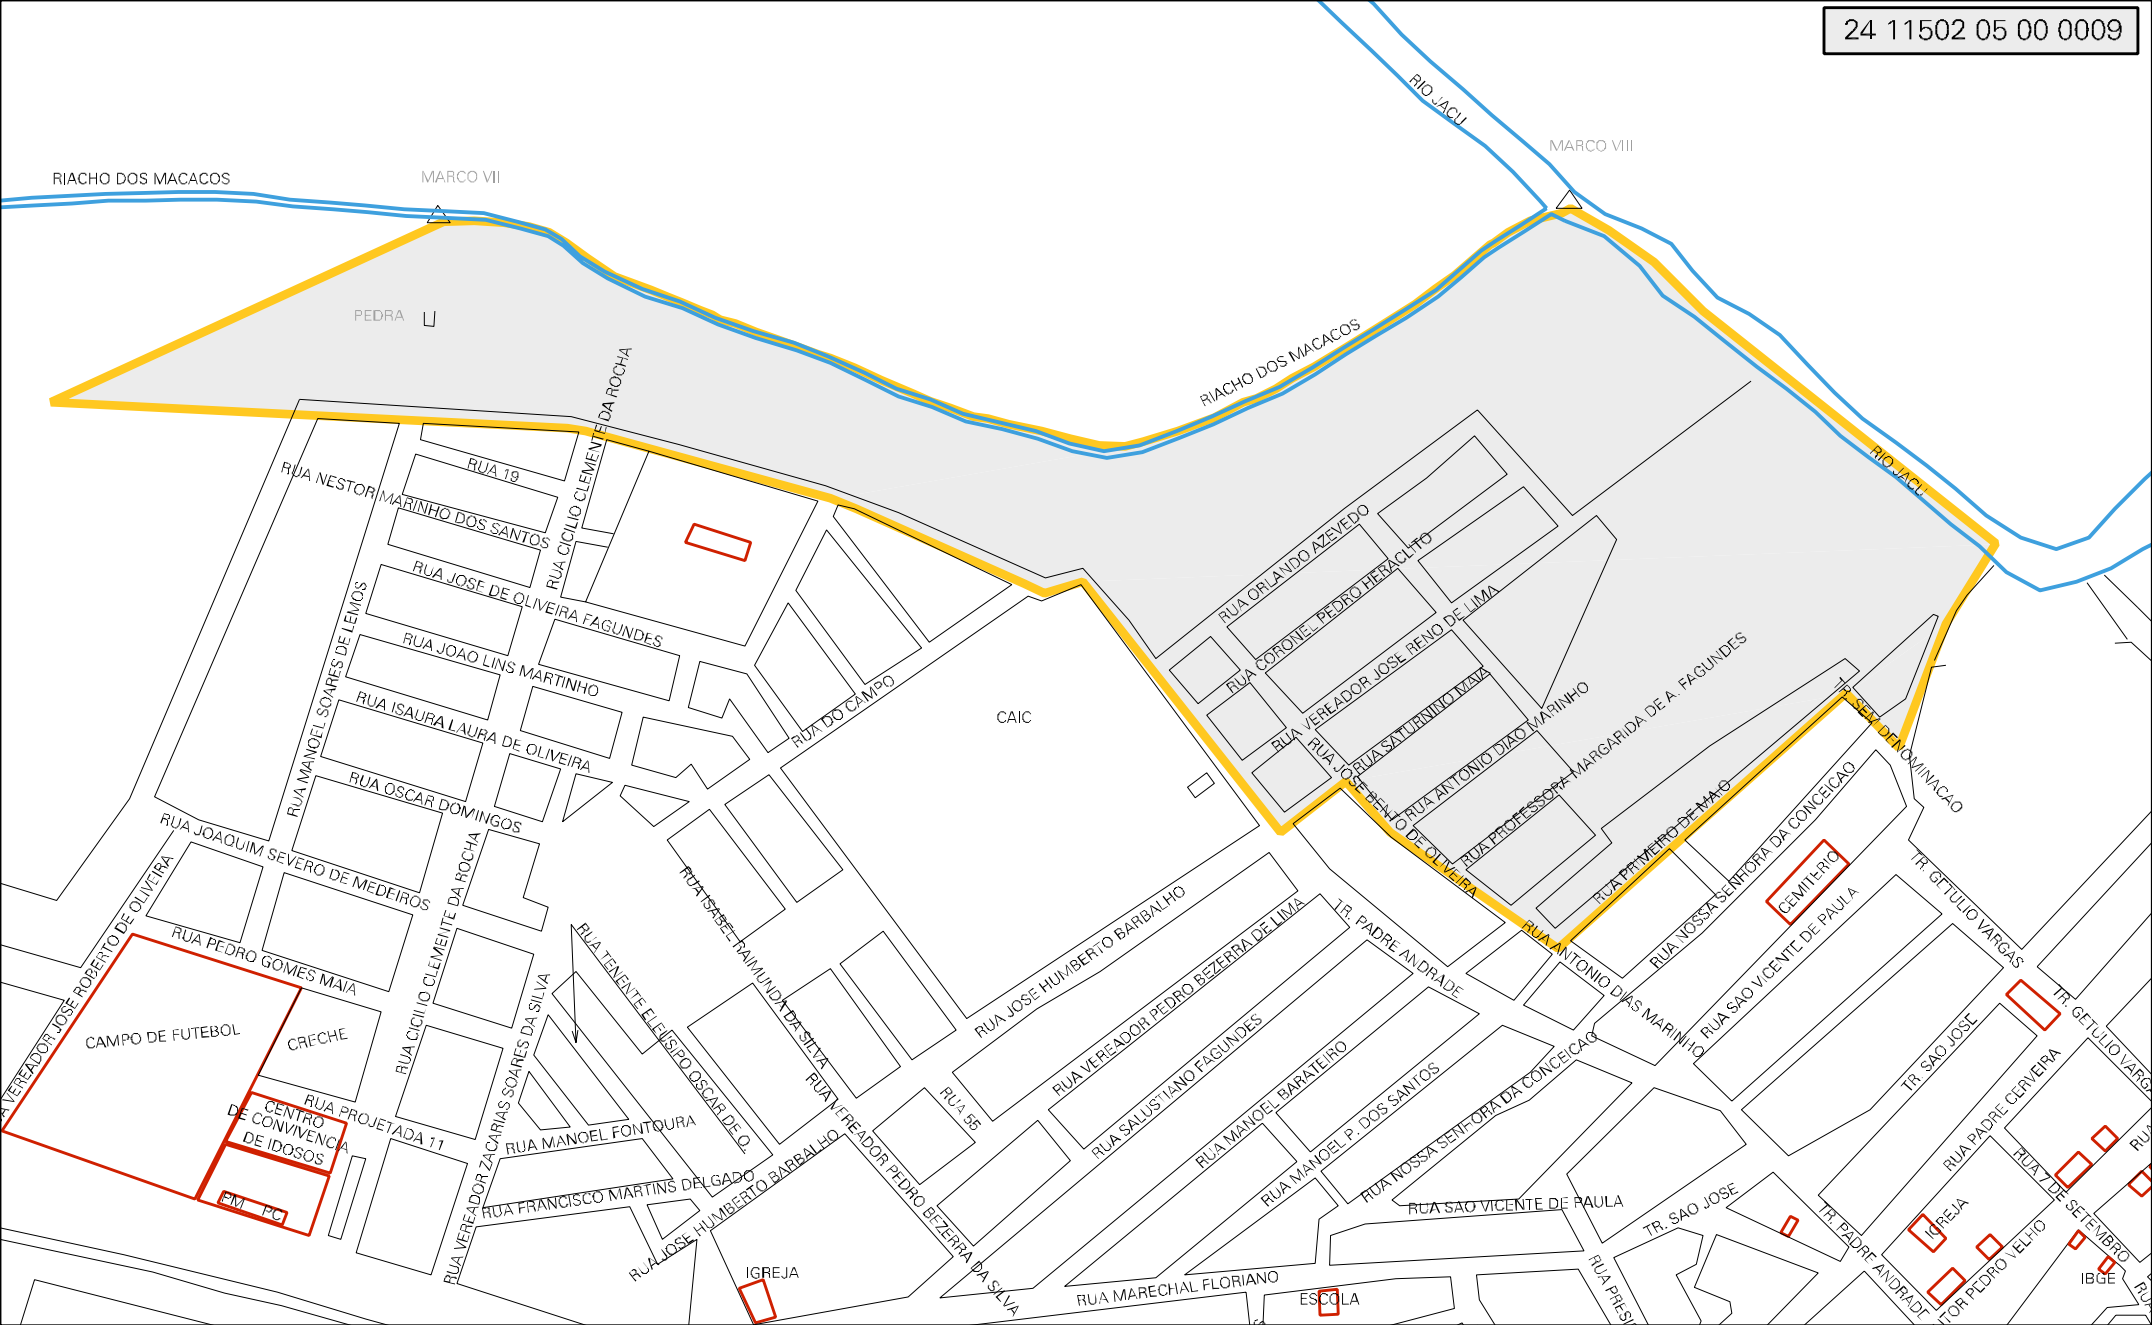 24 11502 05 00 0009
RIO JACU
MARCO VIII
RIACHO DOS MACACOS
MARCO VII
PEDRA
RIACHO DOS MACACOS
RUA CICILIO CLEMENTE DA ROCHA
RIO JACU
RUA 19
RUA NESTOR MARINHO DOS SANTOS
RUA JOSE DE OLIVEIRA FAGUNDES
RUA JOAO LINS MARTINHO
RUA MANOEL SOARES DE LEMOS
RUA ISAURA LAURA DE OLIVEIRA
RUA OSCAR DOMINGOS
RUA DO CAMPO
CAIC
RUA ORLANDO AZEVEDO
RUA CORONEL PEDRO HERACLITO
RUA VEREADOR JOSE RENO DE LIMA
RUA SATURNINO MAIA
RUA ANTONIO DIAO MARINHO
RUA PROFESSORA MARGARIDA DE A. FAGUNDES
RUA JOSE BENTO DE OLIVEIRA
RUA PRIMEIRO DE MAIO
TR. SEM DENOMINACAO
RUA NOSSA SENHORA DA CONCEICAO
CEMITERIO
RUA SAO VICENTE DE PAULA
TR. GETULIO VARGAS
TR. GETULIO VARGA
RUA JOAQUIM SEVERO DE MEDEIROS
RUA PEDRO GOMES MAIA
RUA CICILIO CLEMENTE DA ROCHA
A VEREADOR JOSE ROBERTO DE OLIVEIRA
CAMPO DE FUTEBOL
CRECHE
RUA PROJETADA 11
CENTRO
DE CONVIVENCIA
DE IDOSOS
PM
PC
RUA VEREADOR ZACARIAS SOARES DA SILVA
RUA TENENTE ELEUSIPO OSCAR DE O.
RUA ISABEL RAIMUNDA DA SILVA
RUA MANOEL FONTOURA
RUA FRANCISCO MARTINS DELGADO
RUA JOSE HUMBERTO BARBALHO
RUA VEREADOR PEDRO BEZERRA DA SILVA
IGREJA
RUA 55
RUA JOSE HUMBERTO BARBALHO
RUA VEREADOR PEDRO BEZERRA DE LIMA
TR. PADRE ANDRADE
RUA SALUSTIANO FAGUNDES
RUA MANOEL BARATEIRO
RUA MANOEL P. DOS SANTOS
RUA NOSSA SENHORA DA CONCEICAO
RUA ANTONIO DIAS MARINHO
RUA SAO VICENTE DE PAULA
RUA MARECHAL FLORIANO
ESCOLA
RUA PRESI
TR. SAO JOSE
TR. SAO JOSE
RUA PADRE CERVEIRA
TR. PADRE ANDRADE
IGREJA
RUA 7 DE SETEMBRO
TOR PEDRO VELHO
IBGE
RUA
RUA